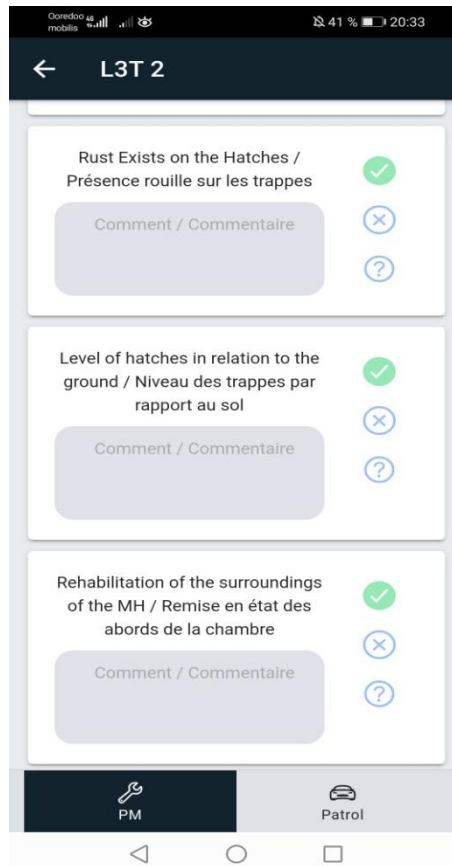 Ooredoo 4G
mobilis
41 % 20:33
L3T 2
Rust Exists on the Hatches /
Présence rouille sur les trappes
Comment / Commentaire
Level of hatches in relation to the
ground / Niveau des trappes par
rapport au sol
Comment / Commentaire
Rehabilitation of the surroundings
of the MH / Remise en état des
abords de la chambre
Comment / Commentaire
PM
Patrol